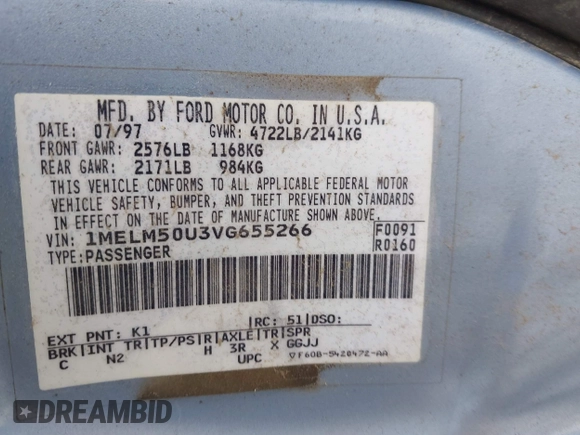 MFD. BY FORD MOTOR CO. IN U.S.A.
DATE: 07/97 GVWR: 4722LB/2141KG
FRONT GAWR: 2576LB 1168KG
REAR GAWR: 2171LB 984KG
THIS VEHICLE CONFORMS TO ALL APPLICABLE FEDERAL MOTOR
VEHICLE SAFETY, BUMPER, AND THEFT PREVENTION STANDARDS
IN EFFECT ON THE DATE OF MANUFACTURE SHOWN ABOVE.
VIN: 1MELM50U3VG655266 F0091
TYPE: PASSENGER R0160
EXT PNT: K1 |RC: 51|DSO:
BRK|INT TR|TP/PS|R|AXLE|TR|SPR
C N2 H 3R X GGJJ
UPC ▽F60B-5420472-AA
DREAMBID